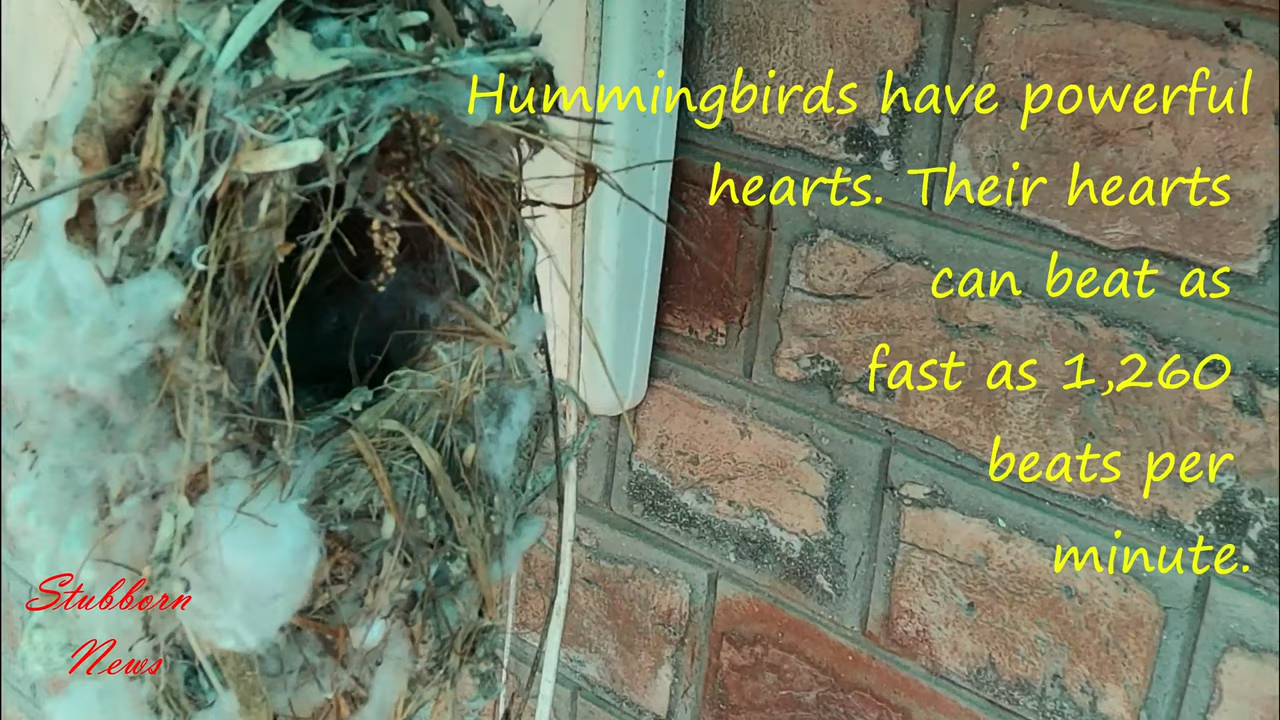 Hummingbirds have powerful
hearts. Their hearts
can beat as
fast as 1,260
beats per
minute.
Stubborn
News